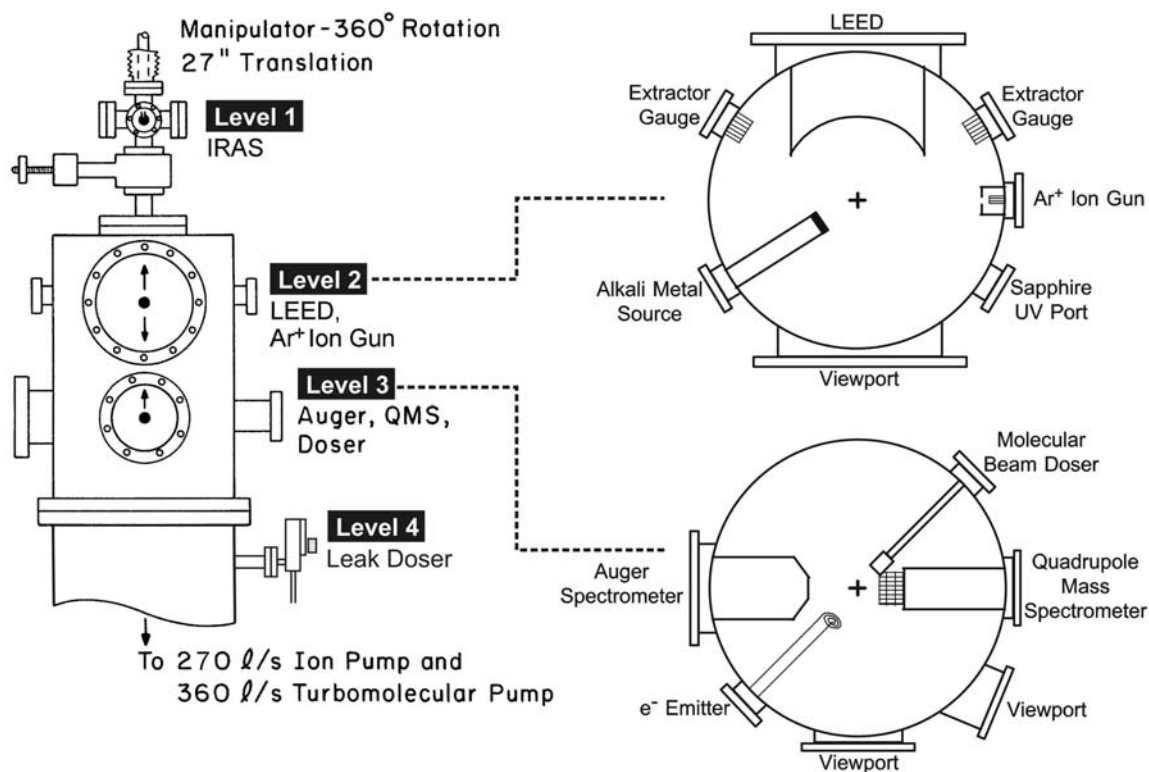 Manipulator-360° Rotation
27" Translation
Level 1
IRAS
Level 2
LEED,
Ar⁺ Ion Gun
Level 3
Auger, QMS,
Doser
Level 4
Leak Doser
To 270 ℓ/s Ion Pump and
360 ℓ/s Turbomolecular Pump
LEED
Extractor
Gauge
Extractor
Gauge
Ar⁺ Ion Gun
Alkali Metal
Source
Sapphire
UV Port
Viewport
Molecular
Beam Doser
Auger
Spectrometer
Quadrupole
Mass
Spectrometer
e⁻ Emitter
Viewport
Viewport